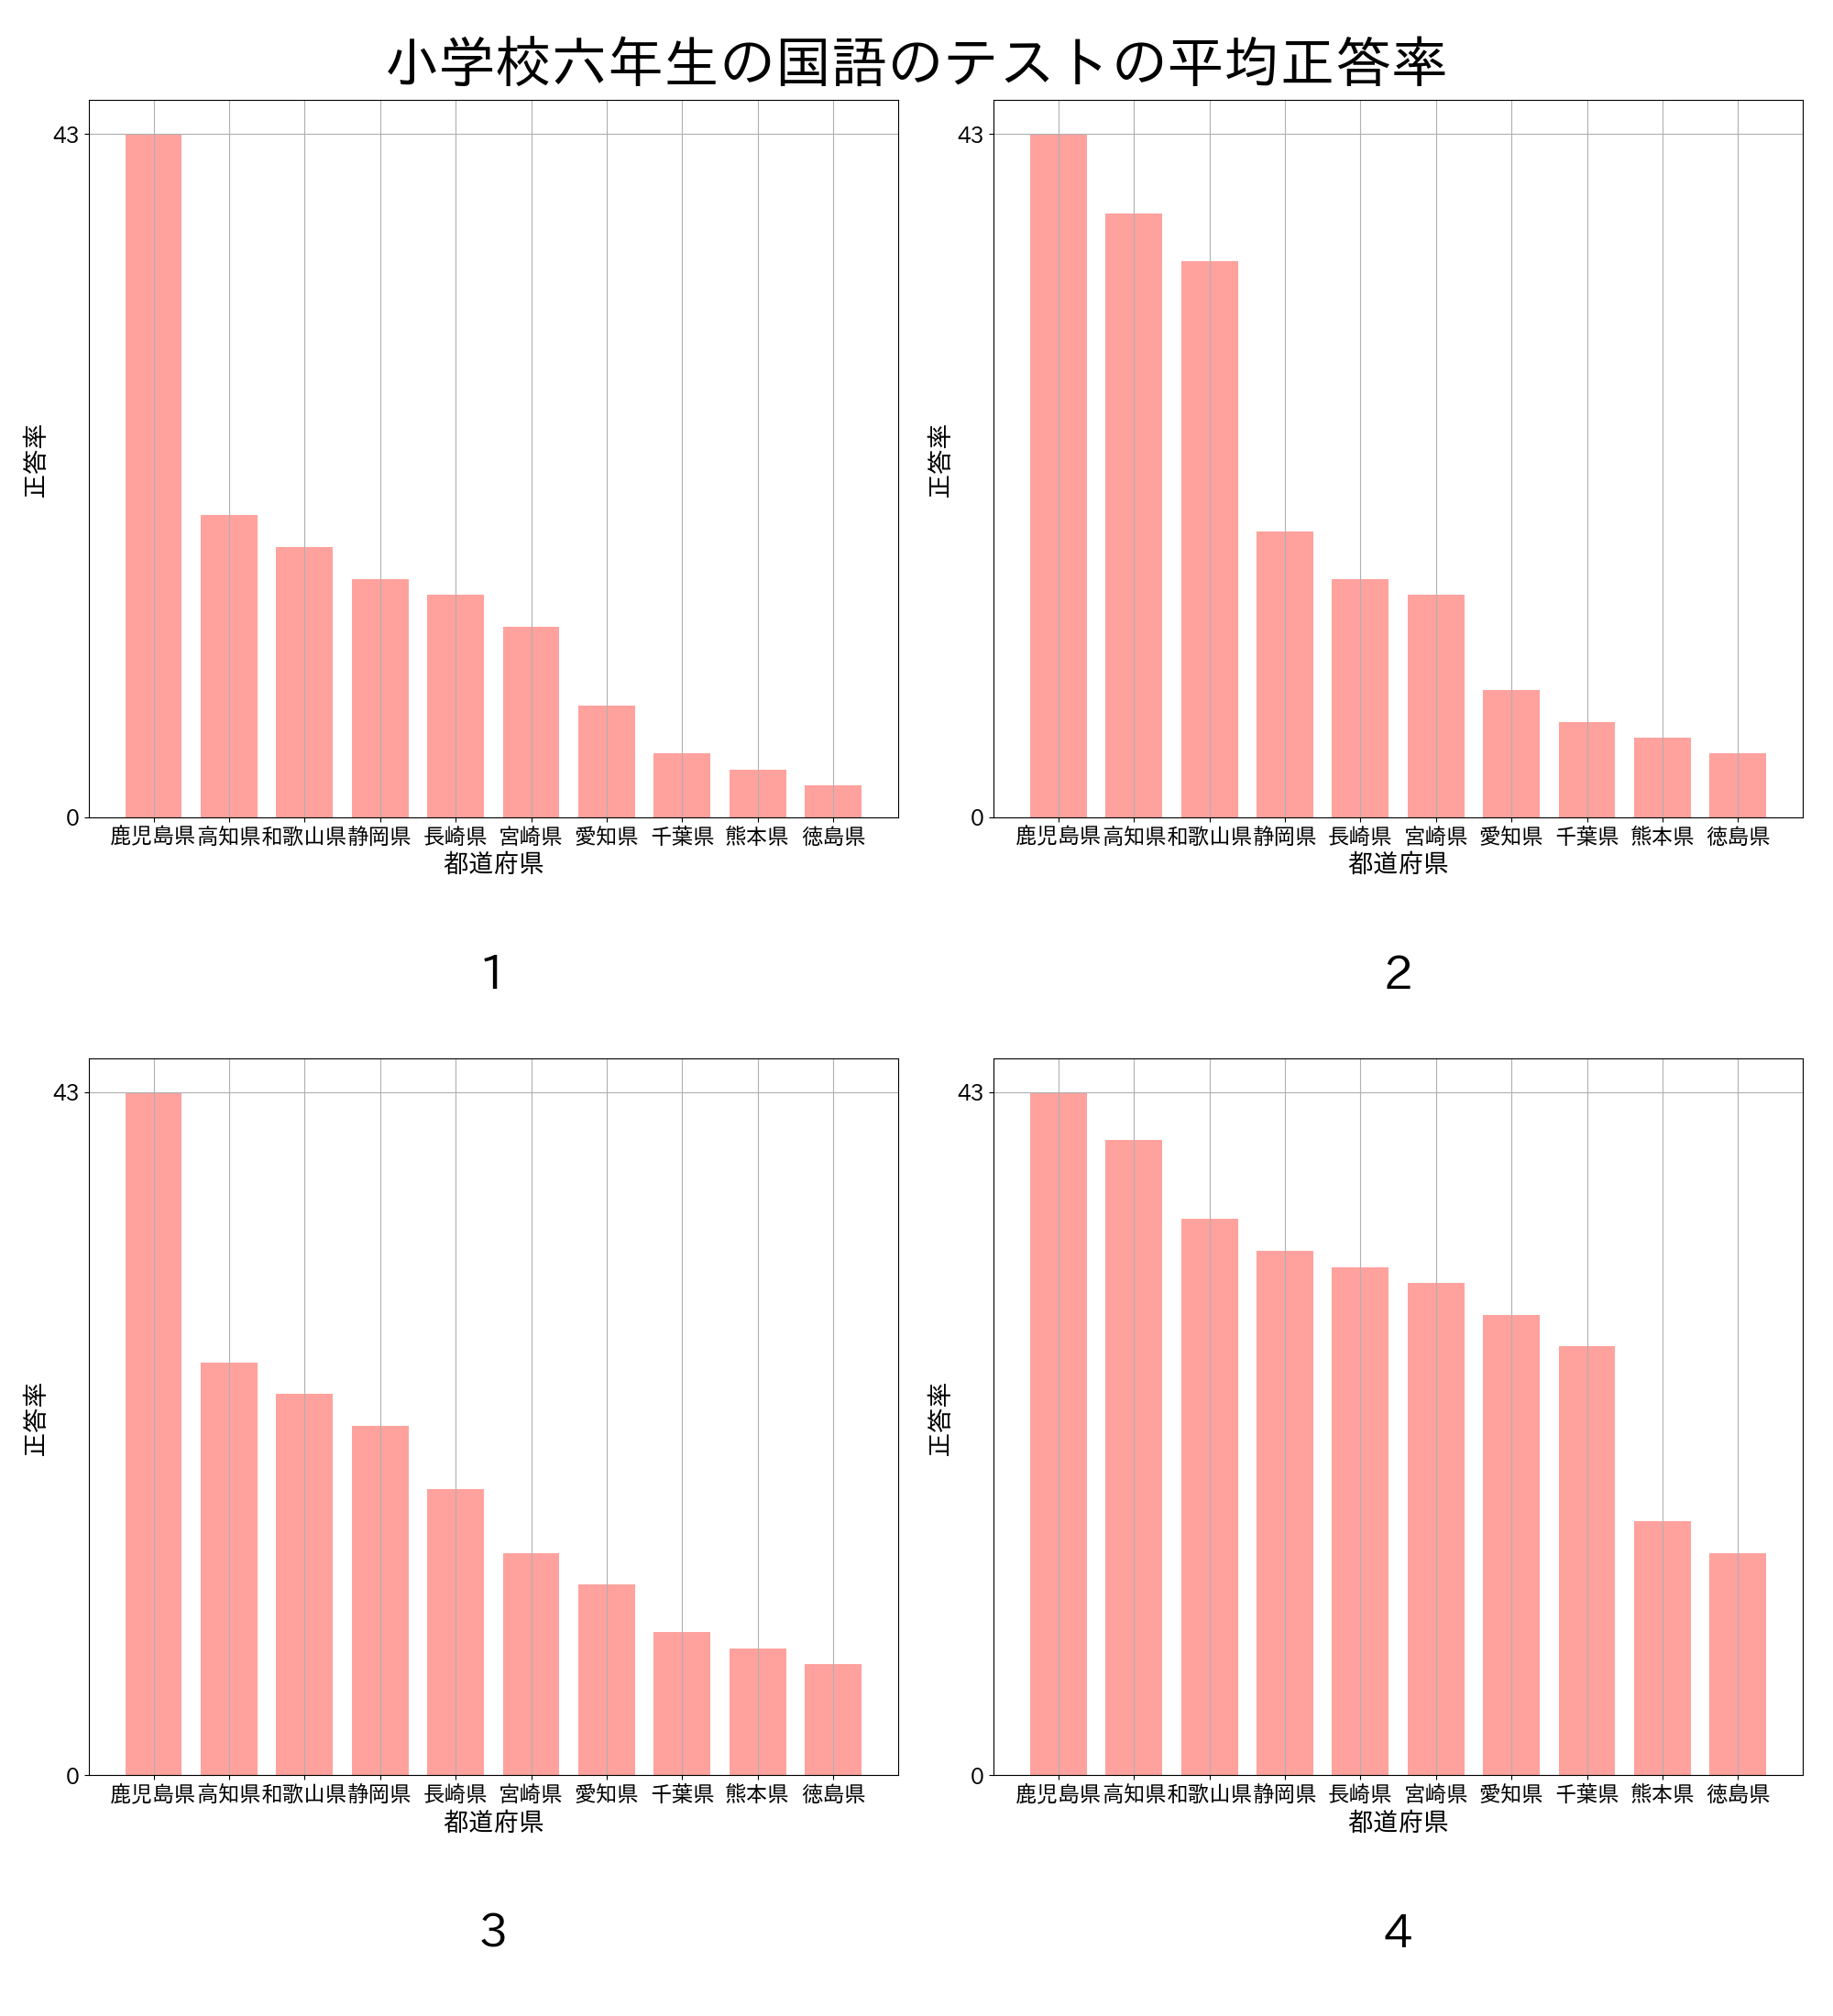 小学校六年生の国語のテストの平均正答率
43
0
正答率
鹿児島県 高知県 和歌山県 静岡県 長崎県 宮崎県 愛知県 千葉県 熊本県 徳島県
都道府県
1
43
0
正答率
鹿児島県 高知県 和歌山県 静岡県 長崎県 宮崎県 愛知県 千葉県 熊本県 徳島県
都道府県
2
43
0
正答率
鹿児島県 高知県 和歌山県 静岡県 長崎県 宮崎県 愛知県 千葉県 熊本県 徳島県
都道府県
3
43
0
正答率
鹿児島県 高知県 和歌山県 静岡県 長崎県 宮崎県 愛知県 千葉県 熊本県 徳島県
都道府県
4